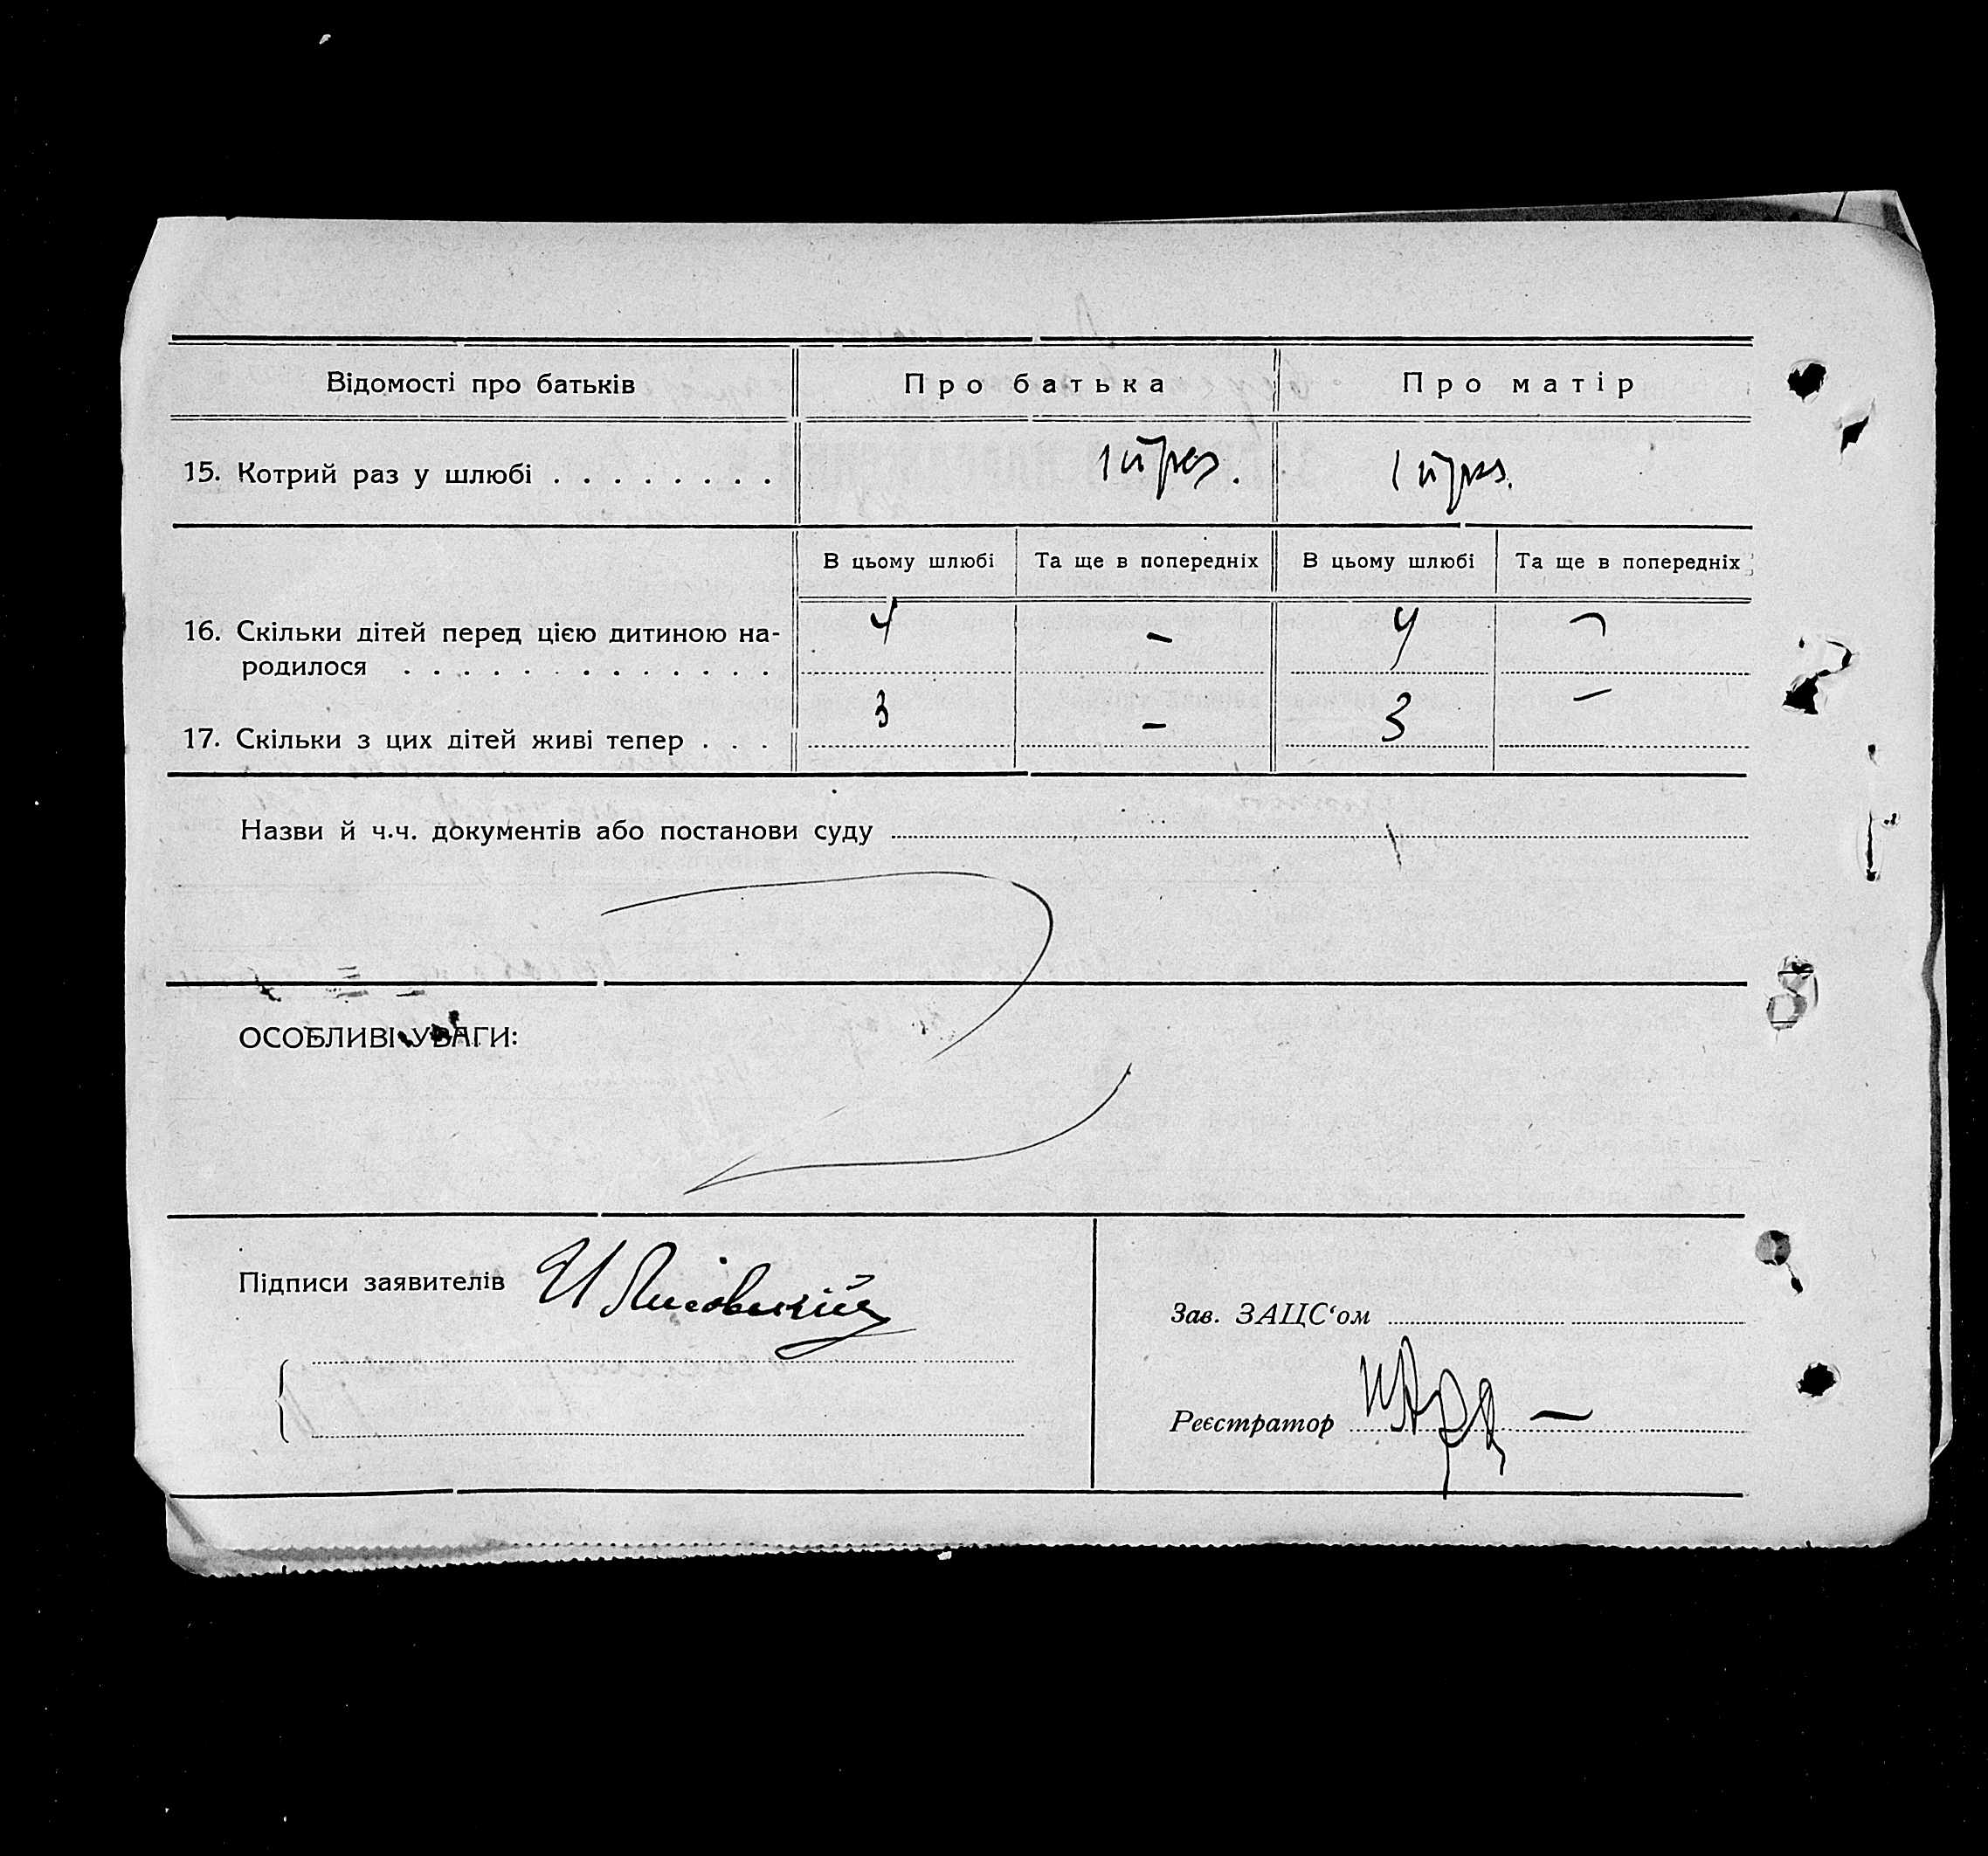 Відомості про батьків Про батька Про матір
15. Котрий раз у шлюбі . . . . . . . . 1й раз. 1й раз.
В цьому шлюбі Та ще в попередніх В цьому шлюбі Та ще в попередніх
16. Скільки дітей перед цією дитиною на- 4 – 4 –
родилося . . . . . . . . . . . . .
17. Скільки з цих дітей живі тепер . . . 3 – 3 –
Назви й ч.ч. документів або постанови суду
ОСОБЛИВІ УВАГИ:
Підписи заявителів
Зав. ЗАЦС‘ом
Реєстратор